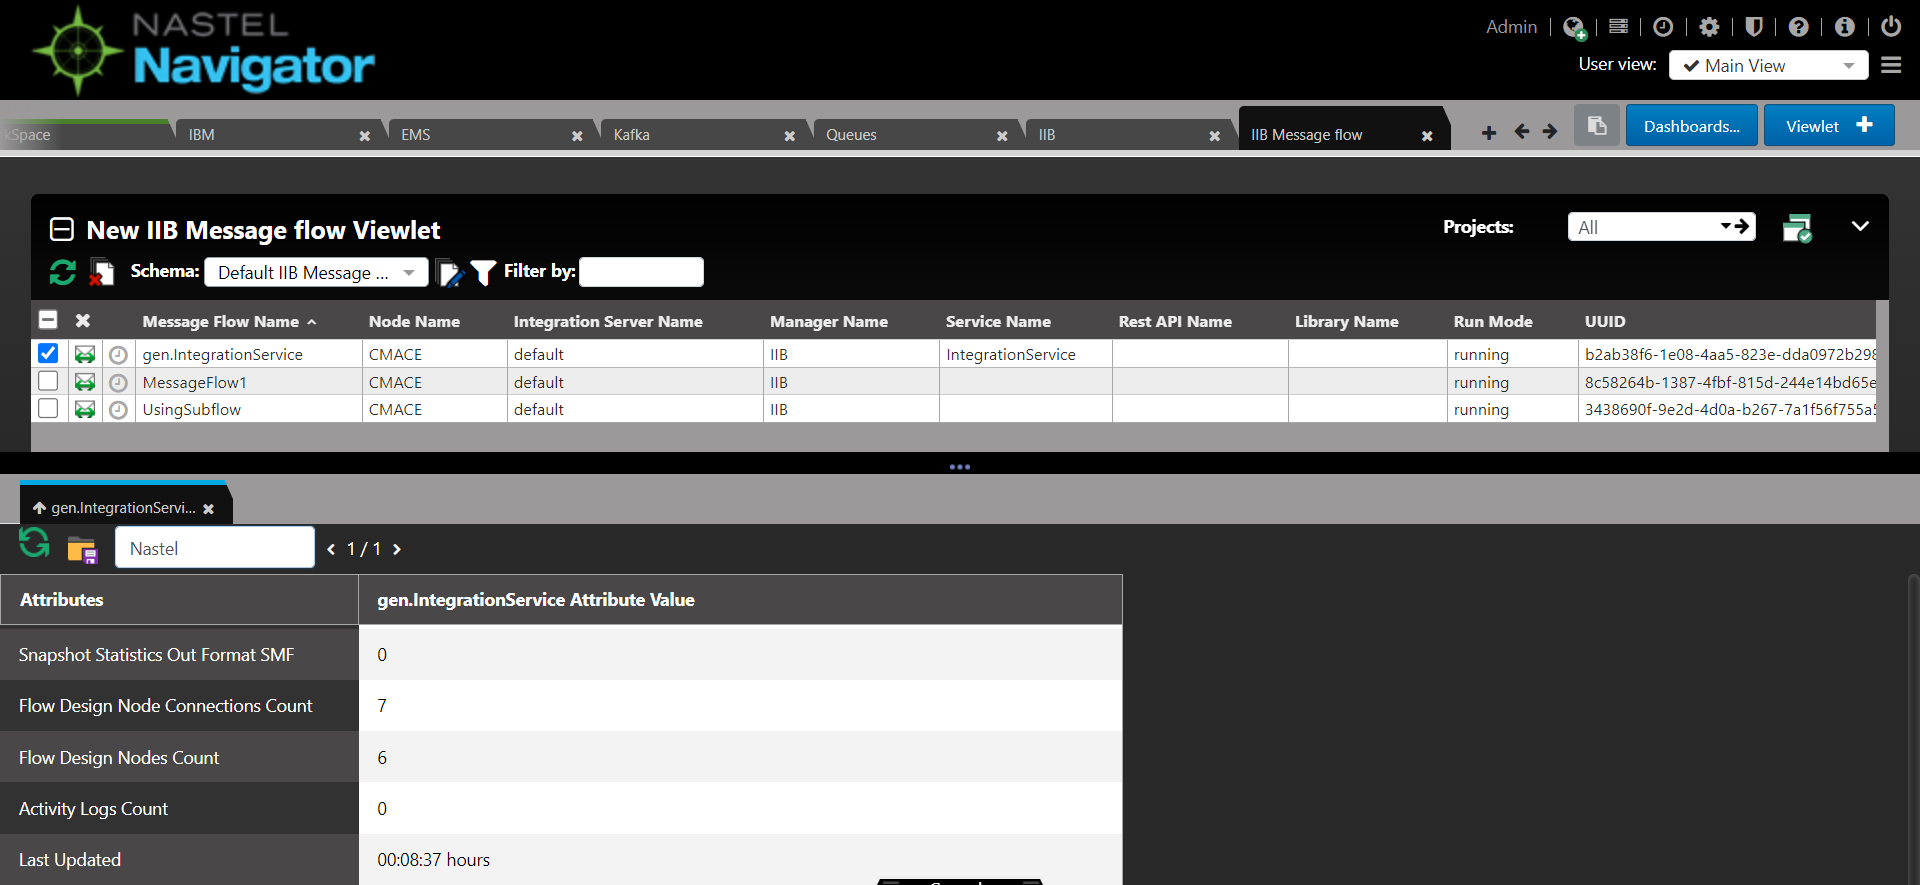 NASTEL
Navigator
Admin
User view: Main View
kSpace IBM EMS Kafka Queues IIB IIB Message flow Dashboards... Viewlet
New IIB Message flow Viewlet Projects: All
Schema: Default IIB Message ... Filter by:
Message Flow Name Node Name Integration Server Name Manager Name Service Name Rest API Name Library Name Run Mode UUID
gen.IntegrationService CMACE default IIB IntegrationService running b2ab38f6-1e08-4aa5-823e-dda0972b298
MessageFlow1 CMACE default IIB running 8c58264b-1387-4fbf-815d-244e14bd65e
UsingSubflow CMACE default IIB running 3438690f-9e2d-4d0a-b267-7a1f56f755a5
gen.IntegrationServi...
Nastel 1 / 1
Attributes gen.IntegrationService Attribute Value
Snapshot Statistics Out Format SMF 0
Flow Design Node Connections Count 7
Flow Design Nodes Count 6
Activity Logs Count 0
Last Updated 00:08:37 hours